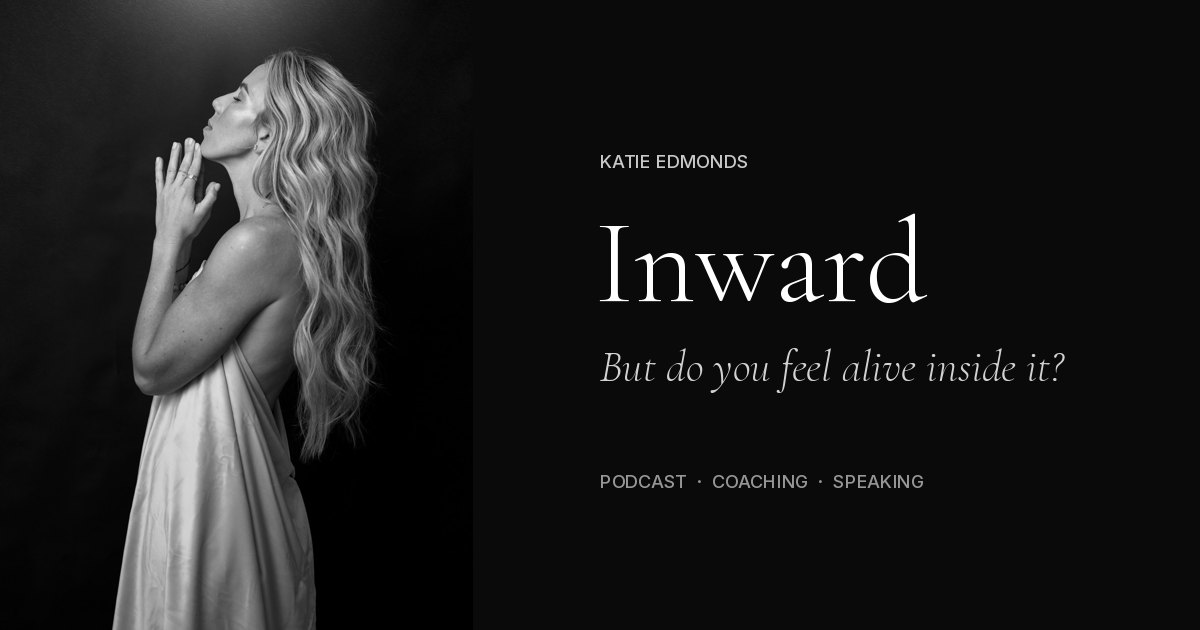 KATIE EDMONDS
Inward
But do you feel alive inside it?
PODCAST · COACHING · SPEAKING